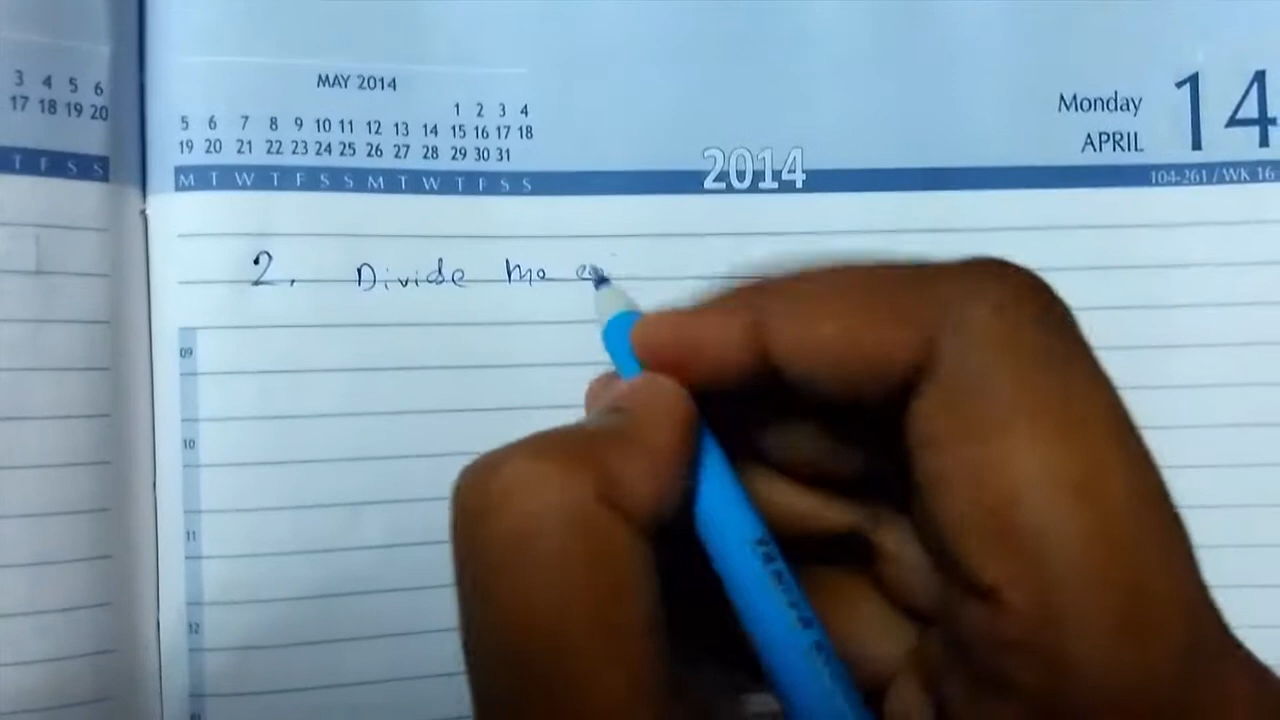 3 4 5 6
17 18 19 20
T F S S
MAY 2014
1 2 3 4
5 6 7 8 9 10 11 12 13 14 15 16 17 18
19 20 21 22 23 24 25 26 27 28 29 30 31
M T W T F S S M T W T F S S
2014
Monday
APRIL
14
104-261 / WK 16
2. Divide mo
09
10
11
12